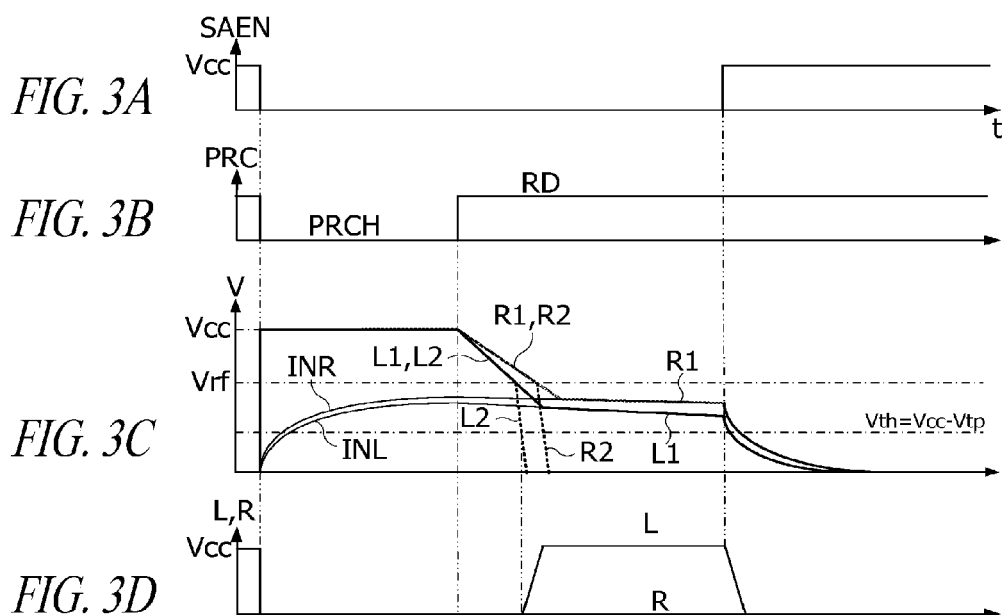 SAEN
Vcc
FIG. 3A
t
PRC
RD
FIG. 3B
PRCH
V
Vcc
R1,R2
L1,L2
Vrf
INR
R1
L2
Vth=Vcc-Vtp
FIG. 3C
INL
R2
L1
L,R
Vcc
L
FIG. 3D
R